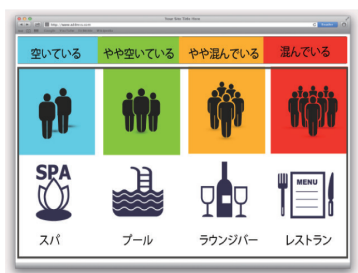 空いている
やや空いている
やや混んでいる
混んでいる
SPA
MENU
スパ
プール
ラウンジバー
レストラン